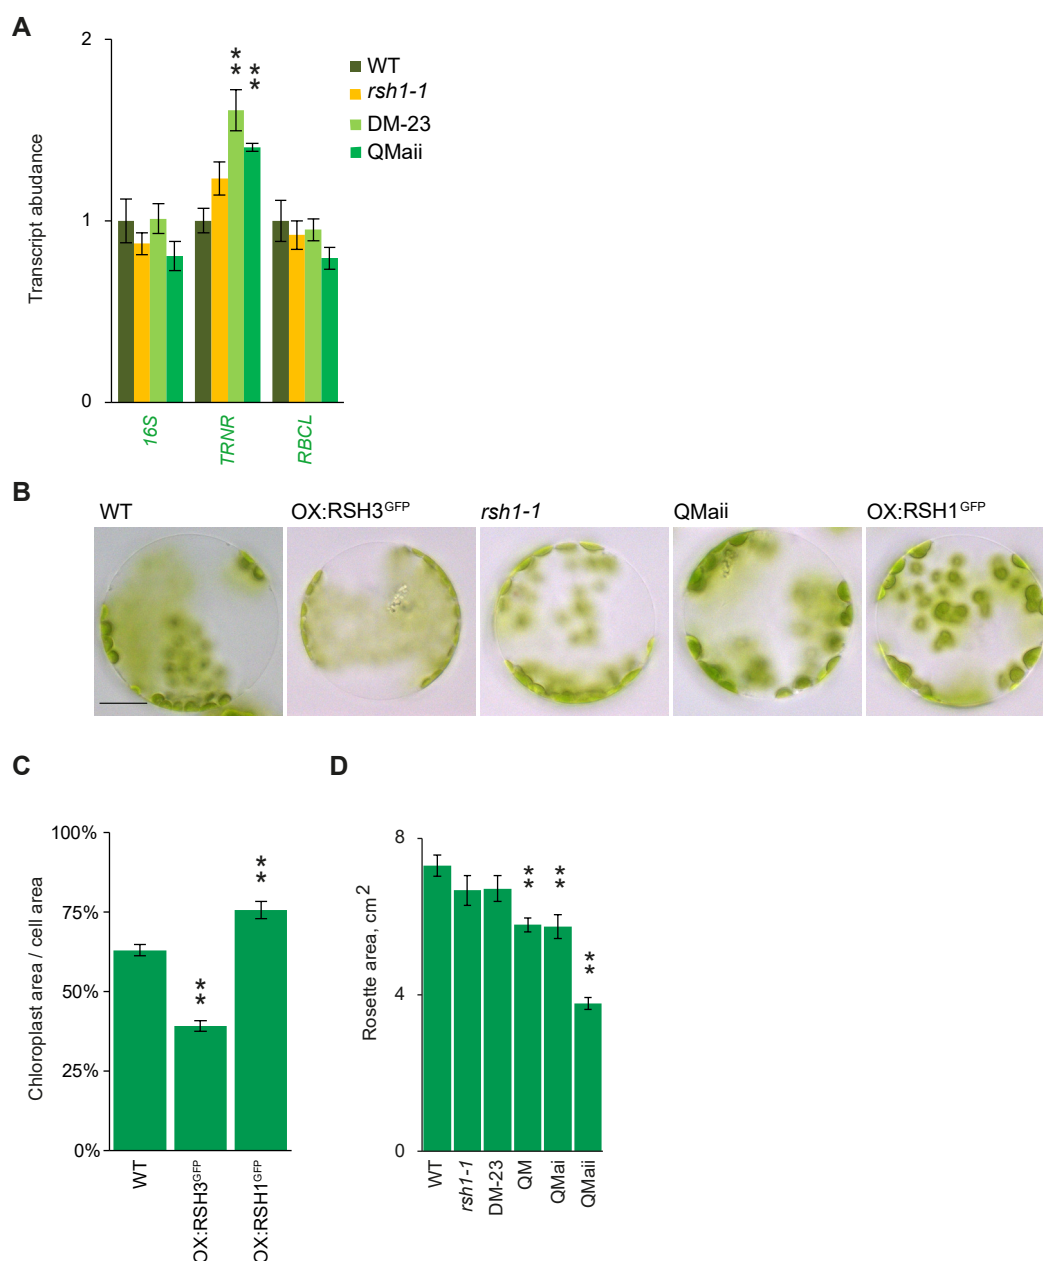 A
2
1
0
Transcript abudance
**
**
WT
rsh1-1
DM-23
QMaii
16S
TRNR
RBCL
B
WT
OX:RSH3GFP
rsh1-1
QMaii
OX:RSH1GFP
C
100%
75%
50%
25%
0%
Chloroplast area / cell area
**
**
WT
OX:RSH3GFP
OX:RSH1GFP
D
8
4
0
Rosette area, cm2
**
**
**
WT
rsh1-1
DM-23
QM
QMai
QMaii